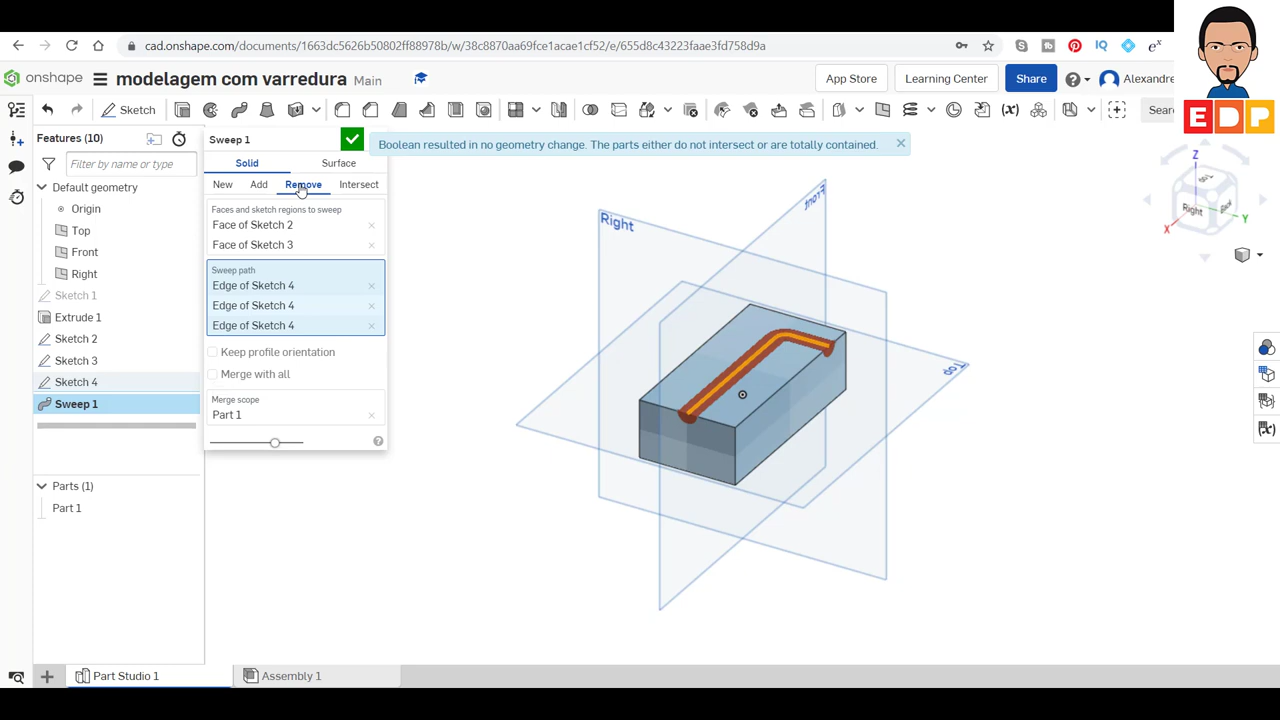 cad.onshape.com/documents/1663dc5626b50802ff88978b/w/38c8870aa69fce1acae1cf52/e/655d8c43223faae3fd758d9a
onshape
modelagem com varredura Main
App Store
Learning Center
Share
Alexandre
EDP
Sketch
Sear
Features (10)
Filter by name or type
Default geometry
Origin
Top
Front
Right
Sketch 1
Extrude 1
Sketch 2
Sketch 3
Sketch 4
Sweep 1
Parts (1)
Part 1
Sweep 1
Solid
Surface
New
Add
Remove
Intersect
Faces and sketch regions to sweep
Face of Sketch 2
Face of Sketch 3
Sweep path
Edge of Sketch 4
Edge of Sketch 4
Edge of Sketch 4
Keep profile orientation
Merge with all
Merge scope
Part 1
Boolean resulted in no geometry change. The parts either do not intersect or are totally contained.
Right
Front
Top
Z
Top
Right
Back
X
Y
Part Studio 1
Assembly 1